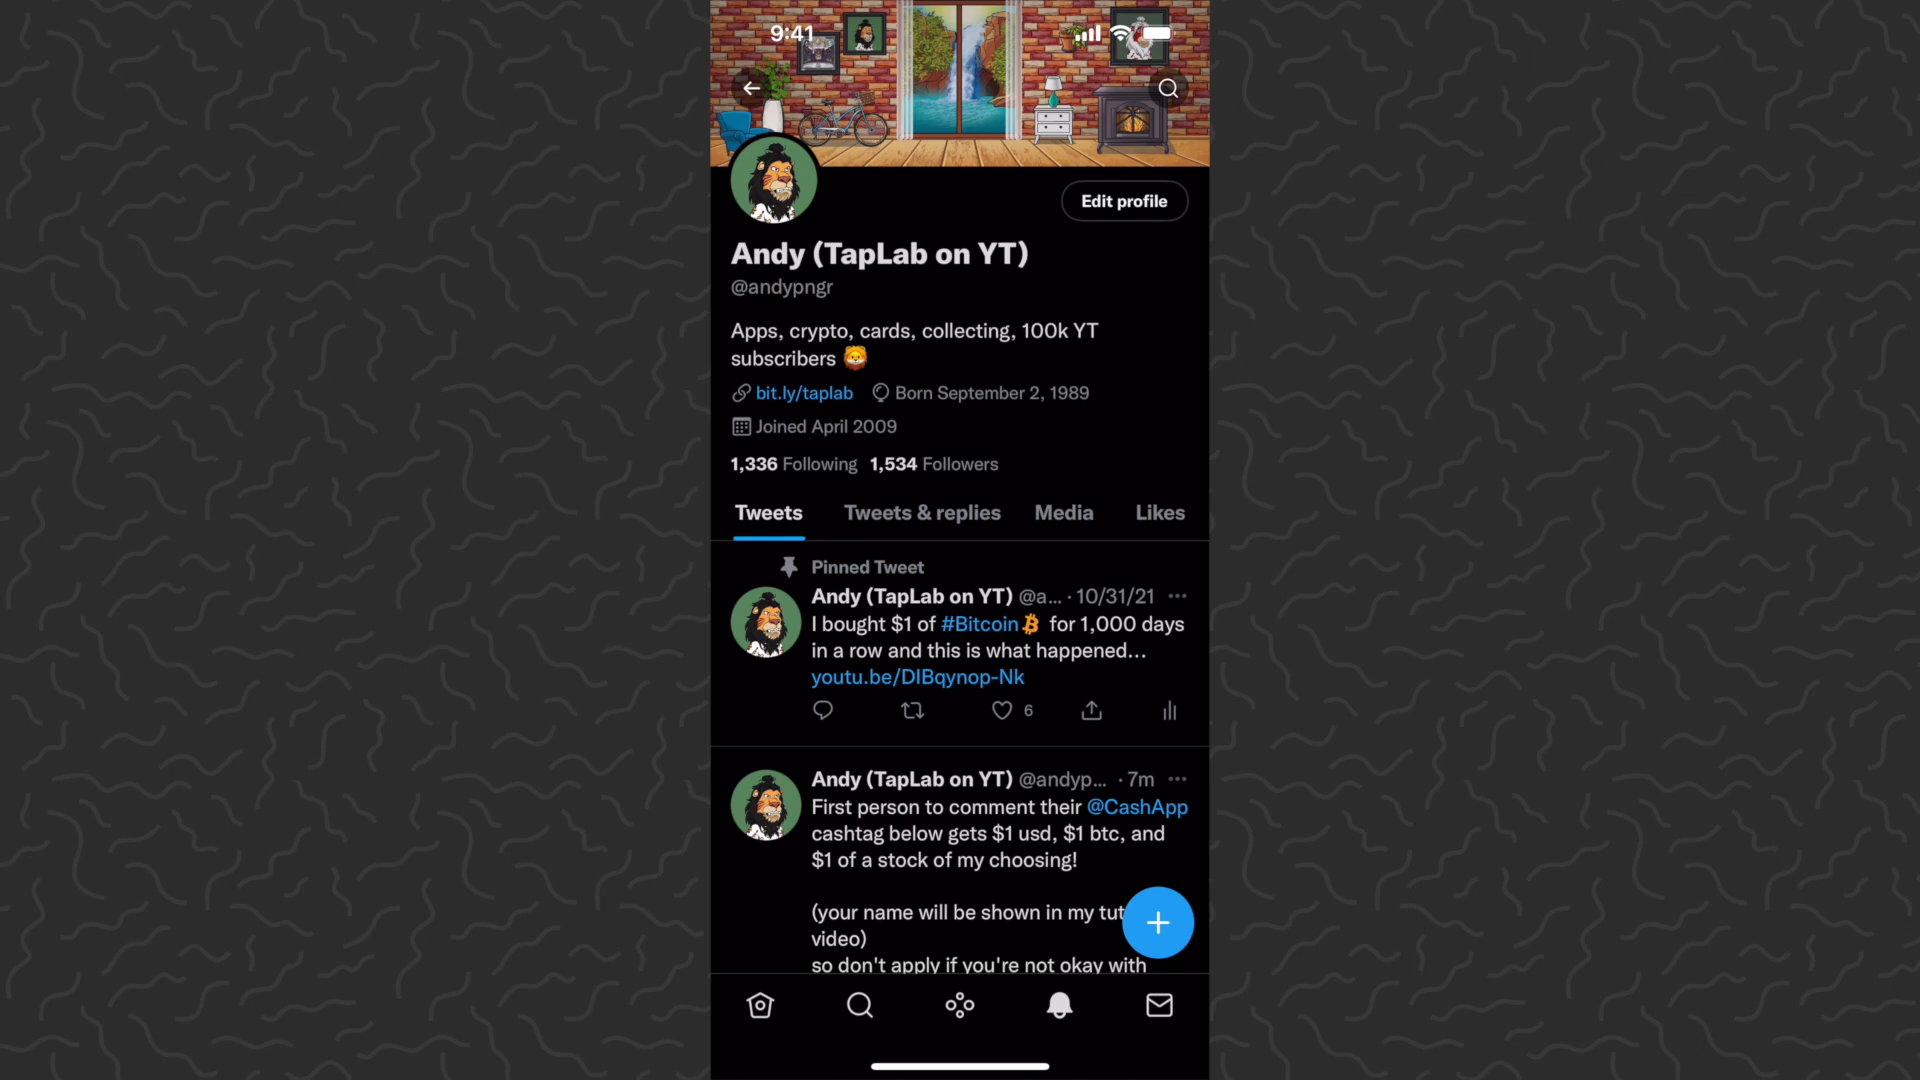 9:41
Edit profile
Andy (TapLab on YT)
@andypngr
Apps, crypto, cards, collecting, 100k YT
subscribers 🦁
bit.ly/taplab Born September 2, 1989
Joined April 2009
1,336 Following 1,534 Followers
Tweets Tweets & replies Media Likes
Pinned Tweet
Andy (TapLab on YT) @a... · 10/31/21 ···
I bought $1 of #Bitcoin for 1,000 days
in a row and this is what happened...
youtu.be/DIBqynop-Nk
6
Andy (TapLab on YT) @andyp... · 7m ···
First person to comment their @CashApp
cashtag below gets $1 usd, $1 btc, and
$1 of a stock of my choosing!
(your name will be shown in my tut
video)
so don't apply if you're not okay with